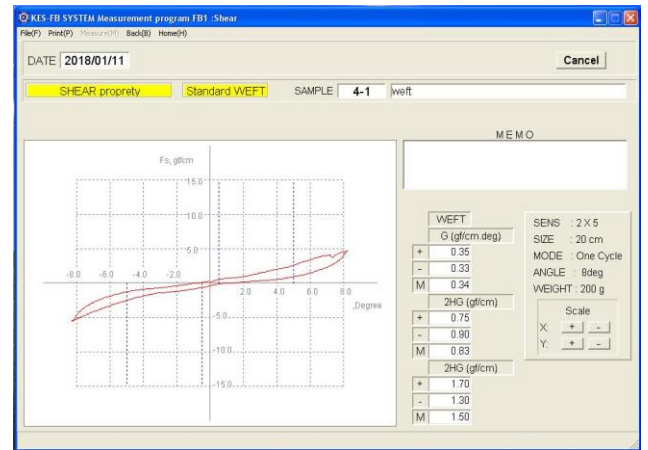 KES-FB SYSTEM Measurement program FB1 :Shear
File(F) Print(P) Measure(M) Back(B) Home(H)
DATE 2018/01/11 Cancel
SHEAR proprety Standard WEFT SAMPLE 4-1 weft
MEMO
Fs, gf/cm
15.0
10.0
5.0
-8.0 -6.0 -4.0 -2.0
2.0 4.0 6.0 8.0
,Degree
-5.0
-10.0
-15.0
WEFT
G (gf/cm.deg)
+ 0.35
- 0.33
M 0.34
2HG (gf/cm)
+ 0.75
- 0.90
M 0.83
2HG (gf/cm)
+ 1.70
- 1.30
M 1.50
SENS : 2 X 5
SIZE : 20 cm
MODE : One Cycle
ANGLE : 8deg
WEIGHT : 200 g
Scale
X: + -
Y: + -